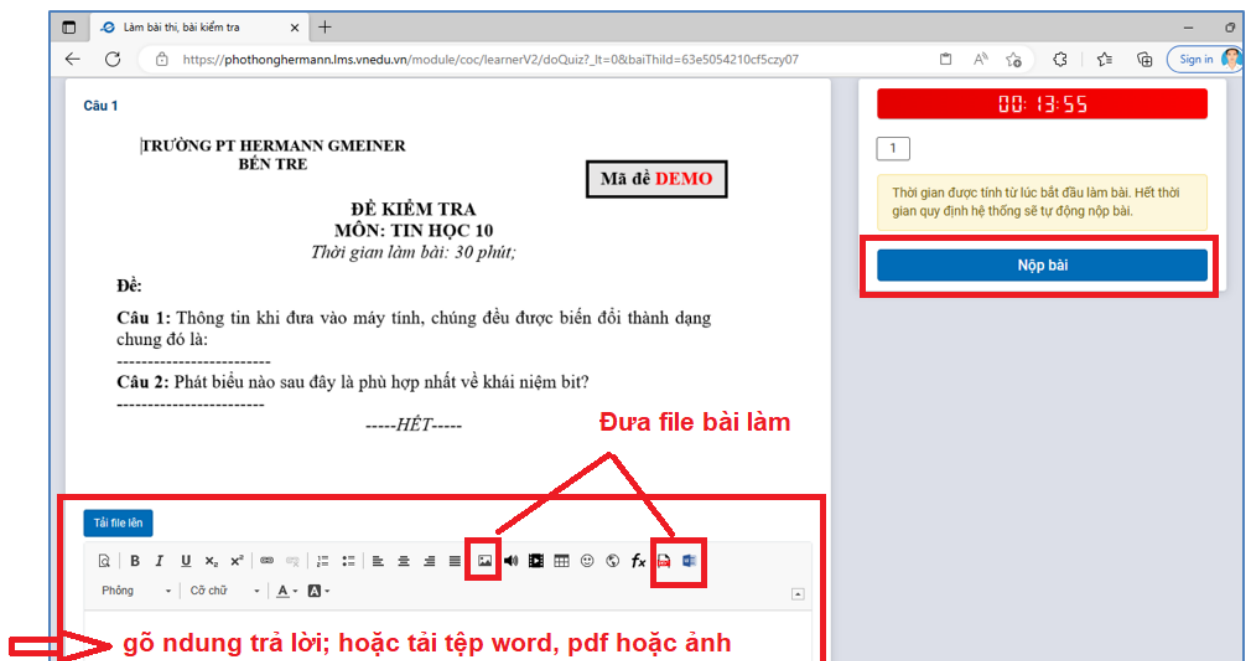 Làm bài thi, bài kiểm tra
https://phothonghermann.lms.vnedu.vn/module/coc/learnerV2/doQuiz?_lt=0&baiThiId=63e5054210cf5czy07
Sign in
Câu 1
TRƯỜNG PT HERMANN GMEINER
BẾN TRE
Mã đề DEMO
ĐỀ KIỂM TRA
MÔN: TIN HỌC 10
Thời gian làm bài: 30 phút;
Đề:
Câu 1: Thông tin khi đưa vào máy tính, chúng đều được biến đổi thành dạng
chung đó là:
-------------------------
Câu 2: Phát biểu nào sau đây là phù hợp nhất về khái niệm bit?
------------------------
-----HẾT-----
00:13:55
1
Thời gian được tính từ lúc bắt đầu làm bài. Hết thời
gian quy định hệ thống sẽ tự động nộp bài.
Nộp bài
Đưa file bài làm
Tải file lên
B I U x₂ x²
fx
Phông Cỡ chữ A A
gõ ndung trả lời; hoặc tải tệp word, pdf hoặc ảnh